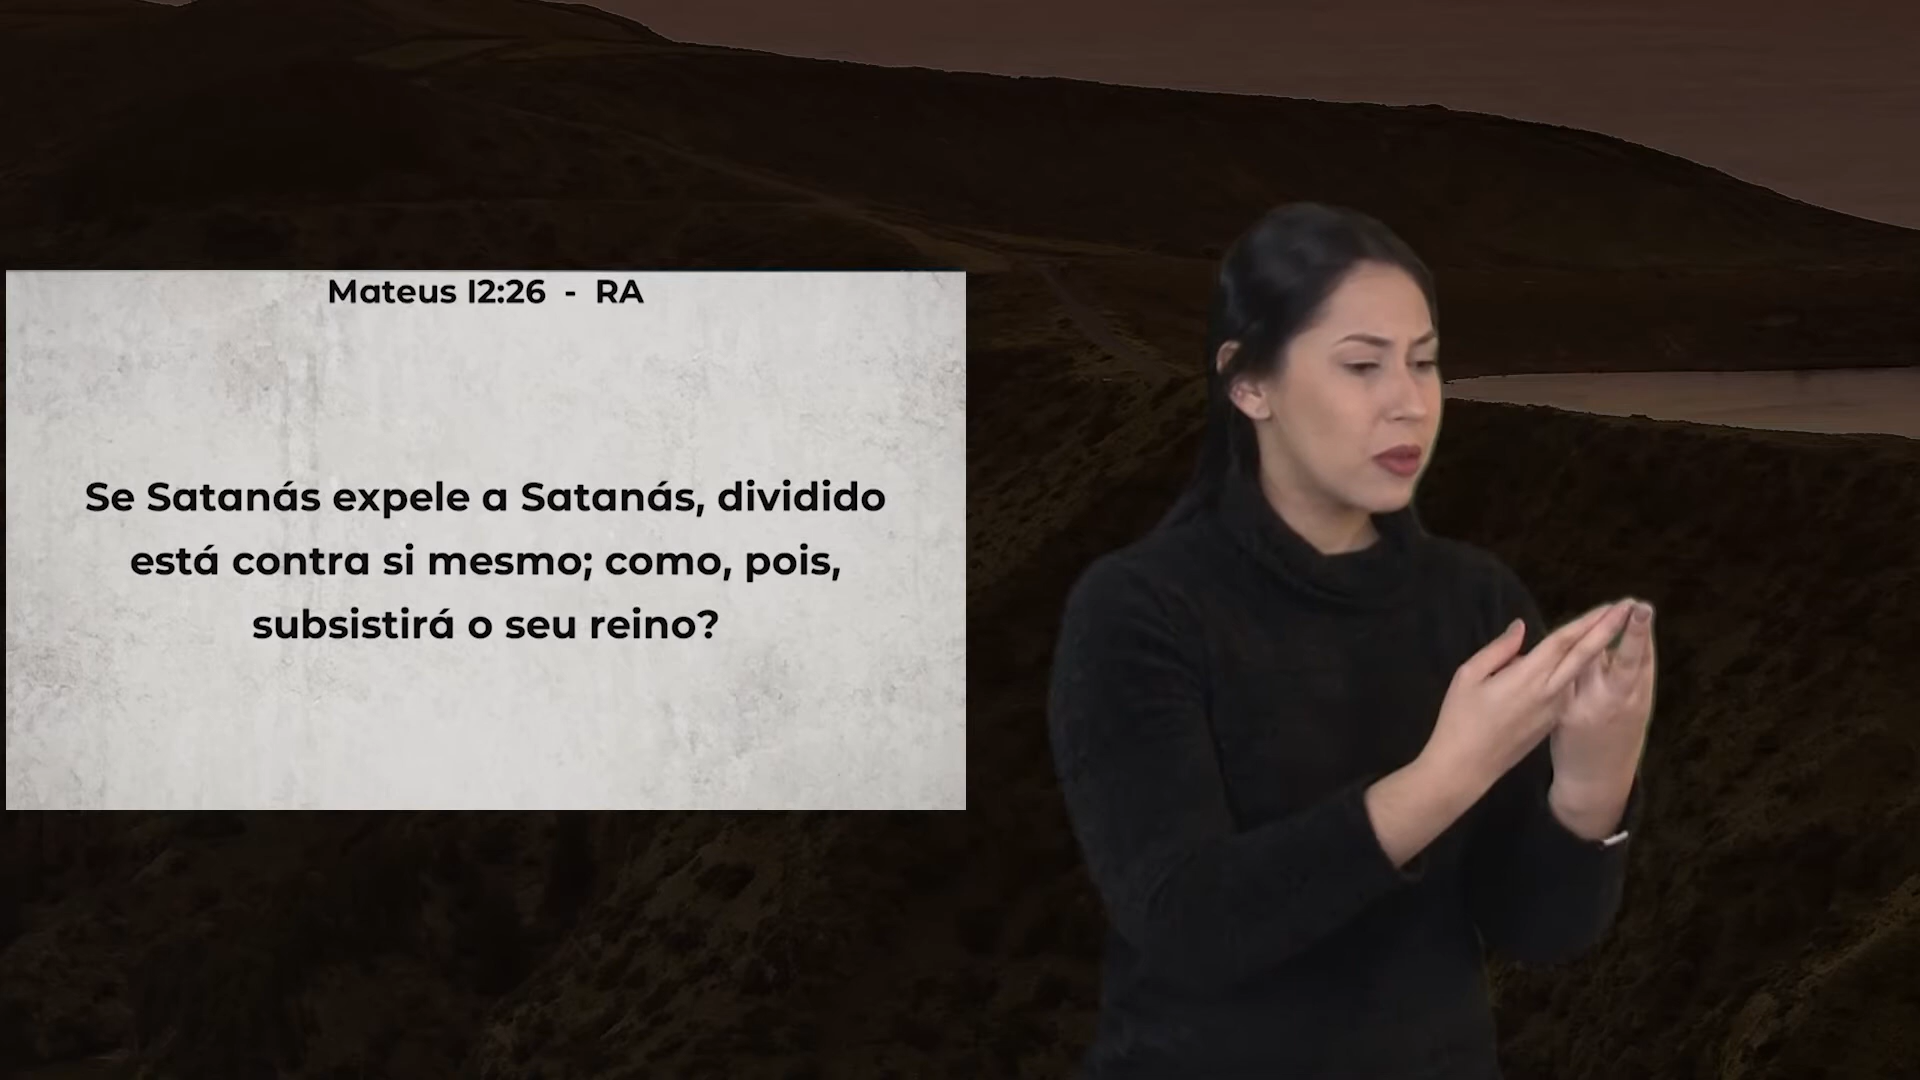 Mateus 12:26 - RA
Se Satanás expele a Satanás, dividido
está contra si mesmo; como, pois,
subsistirá o seu reino?